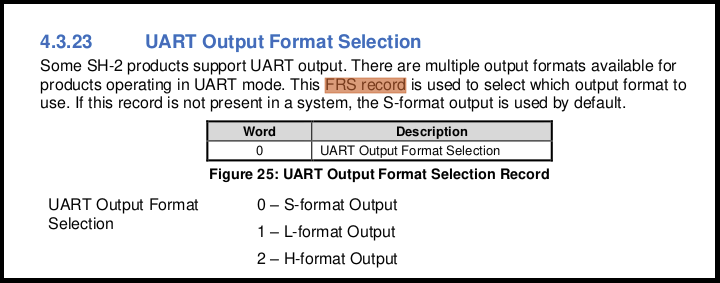 4.3.23 UART Output Format Selection
Some SH-2 products support UART output. There are multiple output formats available for
products operating in UART mode. This FRS record is used to select which output format to
use. If this record is not present in a system, the S-format output is used by default.
Word Description
0 UART Output Format Selection
Figure 25: UART Output Format Selection Record
UART Output Format
Selection
0 – S-format Output
1 – L-format Output
2 – H-format Output